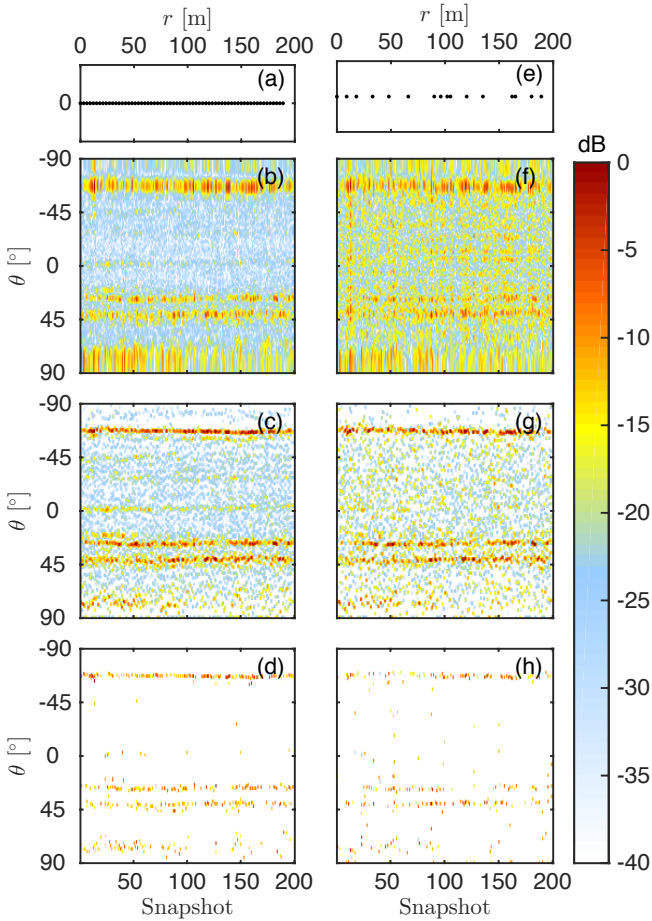 r [m] r [m]
0 50 100 150 200 0 50 100 150 200
(a) (e)
0
dB
-90 (b) (f) 0
-45 -5
θ [°] 0 -10
45
90 -15
-90 (c) (g)
-45 -20
θ [°] 0
45 -25
90
-90 (d) (h) -30
-45
θ [°] 0 -35
45
90 -40
50 100 150 200 50 100 150 200
Snapshot Snapshot